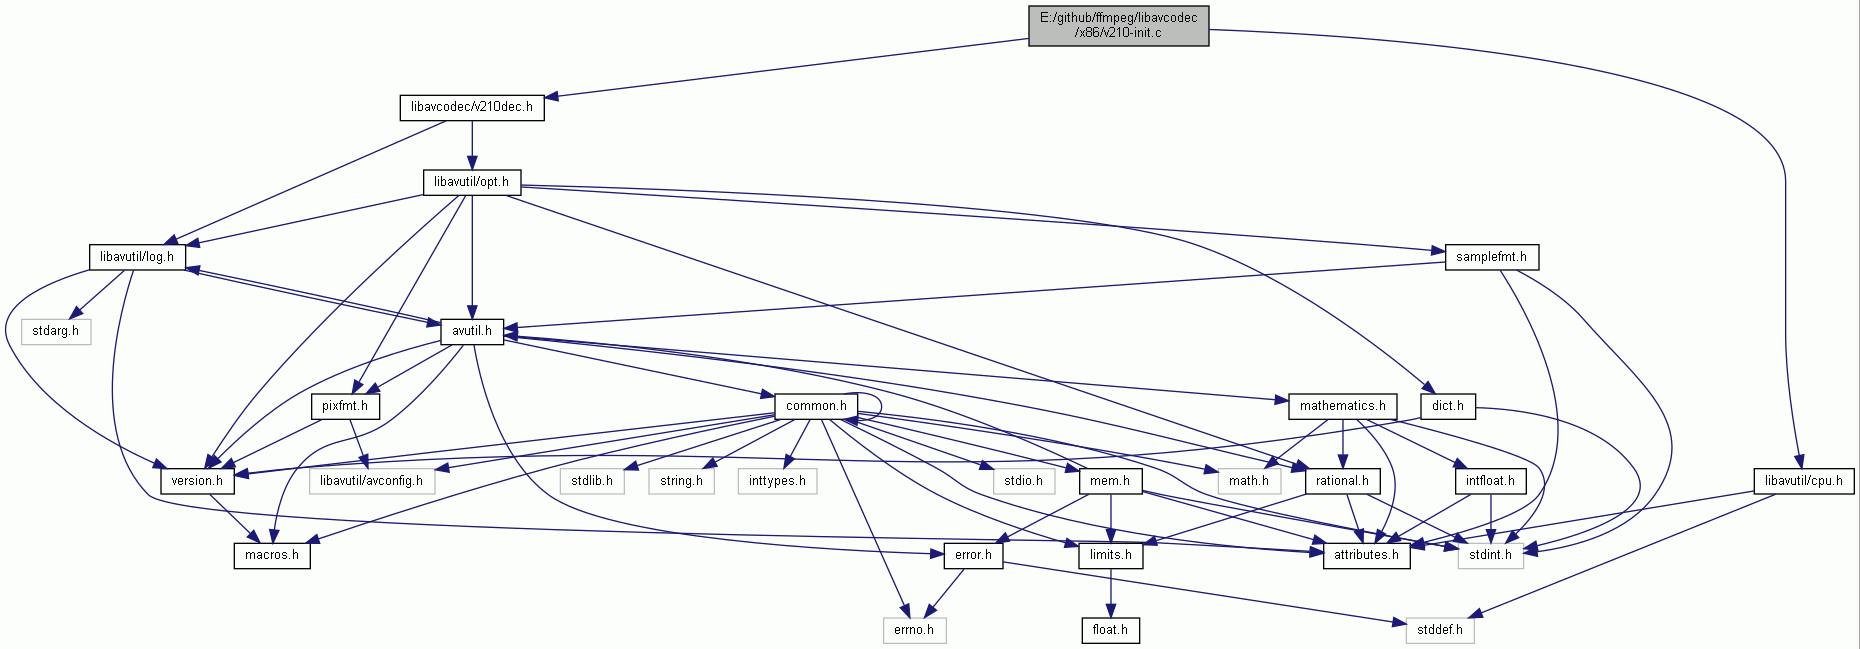 E:/github/ffmpeg/libavcodec
/x86/v210-init.c
libavcodec/v210dec.h
libavutil/opt.h
libavutil/log.h
samplefmt.h
stdarg.h
avutil.h
pixfmt.h
common.h
mathematics.h
dict.h
version.h
libavutil/avconfig.h
stdlib.h
string.h
inttypes.h
stdio.h
mem.h
math.h
rational.h
intfloat.h
libavutil/cpu.h
macros.h
error.h
limits.h
attributes.h
stdint.h
errno.h
float.h
stddef.h